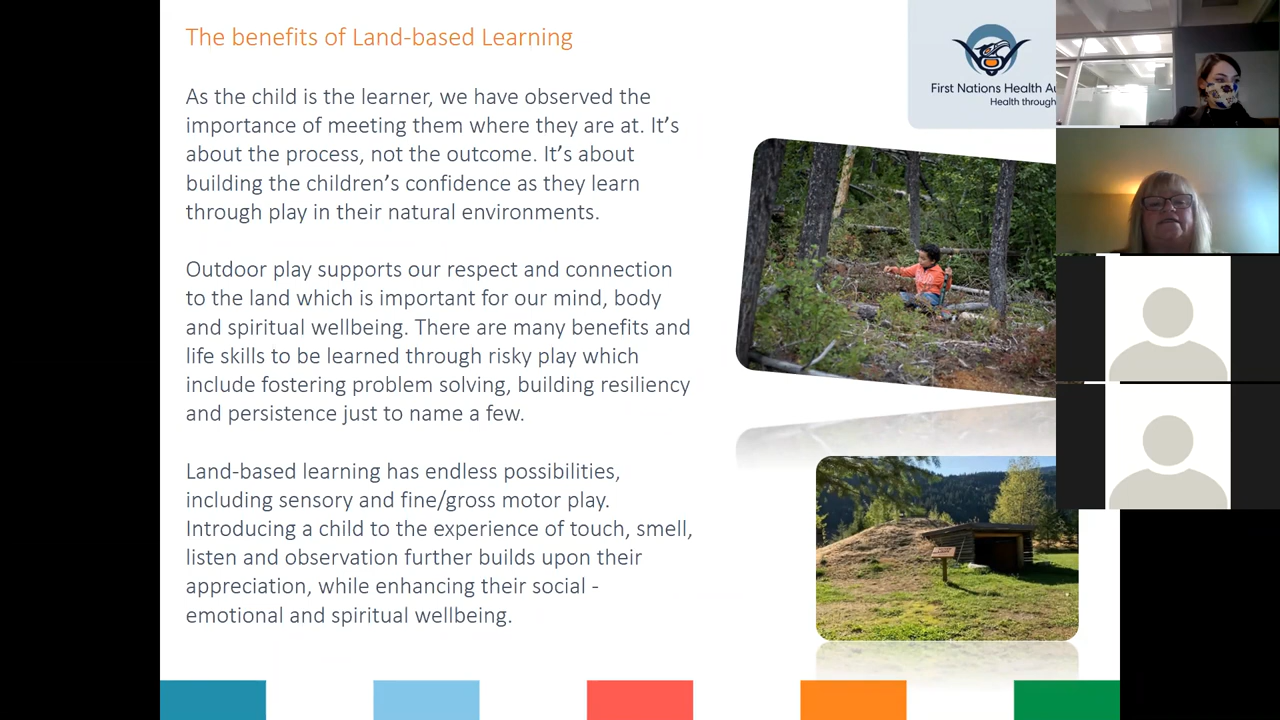 The benefits of Land-based Learning
As the child is the learner, we have observed the
importance of meeting them where they are at. It's
about the process, not the outcome. It's about
building the children's confidence as they learn
through play in their natural environments.
Outdoor play supports our respect and connection
to the land which is important for our mind, body
and spiritual wellbeing. There are many benefits and
life skills to be learned through risky play which
include fostering problem solving, building resiliency
and persistence just to name a few.
Land-based learning has endless possibilities,
including sensory and fine/gross motor play.
Introducing a child to the experience of touch, smell,
listen and observation further builds upon their
appreciation, while enhancing their social -
emotional and spiritual wellbeing.
First Nations Health Au
Health through